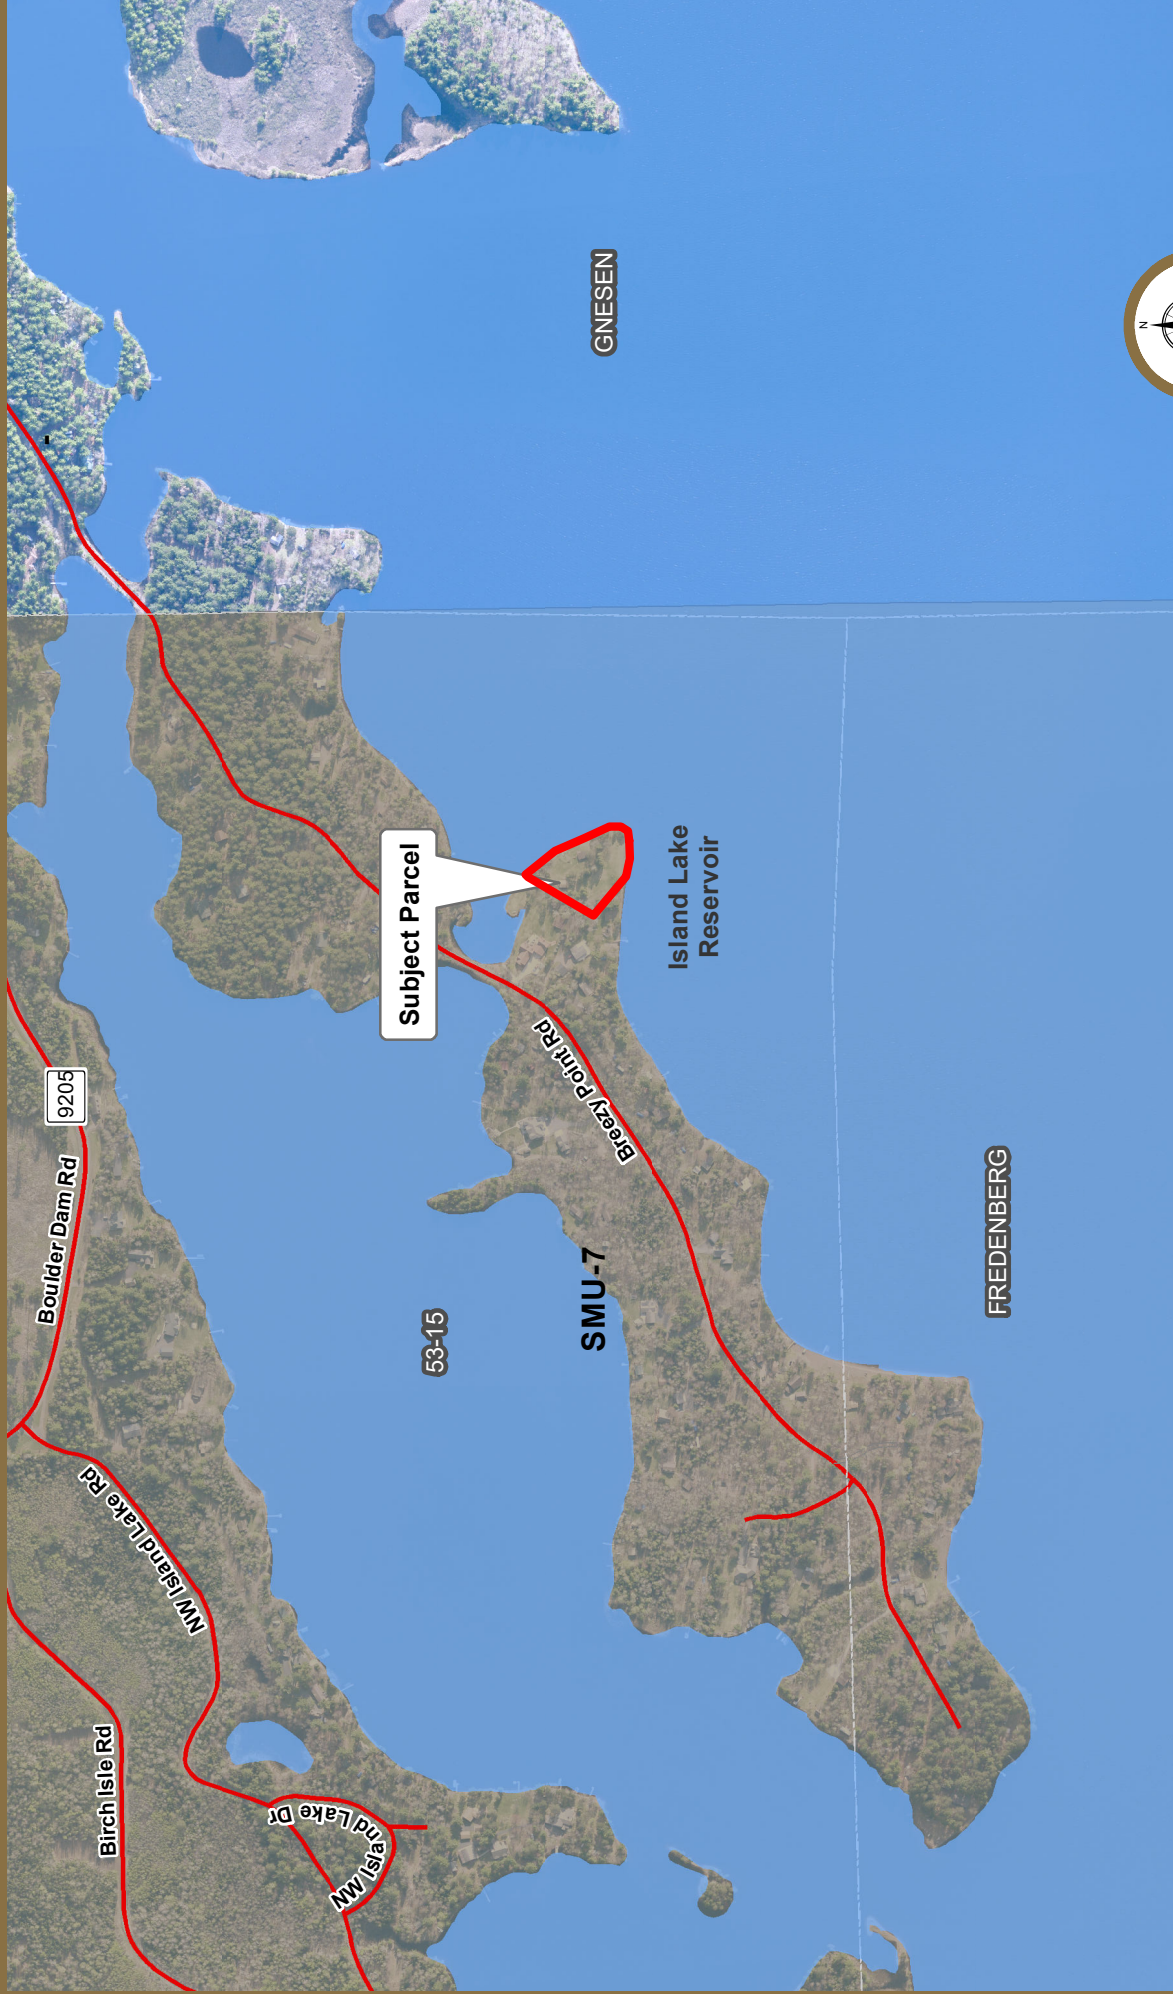 Boulder Dam Rd
9205
Birch Isle Rd
NW Island Lake Rd
NW Island Lake Dr
53-15
Subject Parcel
Breezy Point Rd
SMU-7
GNESEN
Island Lake
Reservoir
FREDENBERG
N